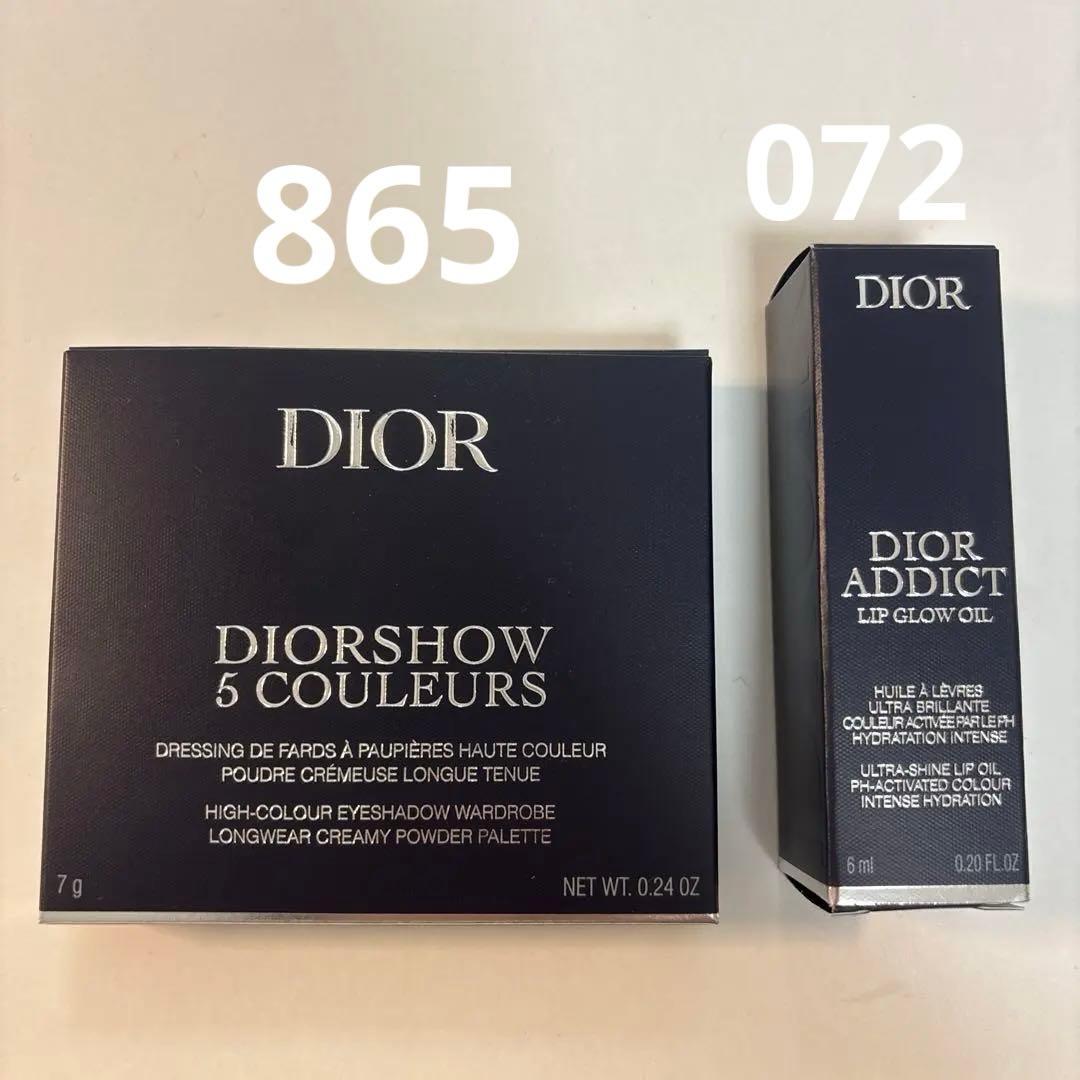 865
072
DIOR
DIORSHOW
5 COULEURS
DRESSING DE FARDS À PAUPIÈRES HAUTE COULEUR
POUDRE CRÉMEUSE LONGUE TENUE
HIGH-COLOUR EYESHADOW WARDROBE
LONGWEAR CREAMY POWDER PALETTE
7 g
NET WT. 0.24 OZ
DIOR
DIOR
ADDICT
LIP GLOW OIL
HUILE À LÈVRES
ULTRA BRILLANTE
COULEUR ACTIVÉE PAR LE PH
HYDRATATION INTENSE
ULTRA-SHINE LIP OIL
PH-ACTIVATED COLOUR
INTENSE HYDRATION
6 ml
0.20 FL.OZ